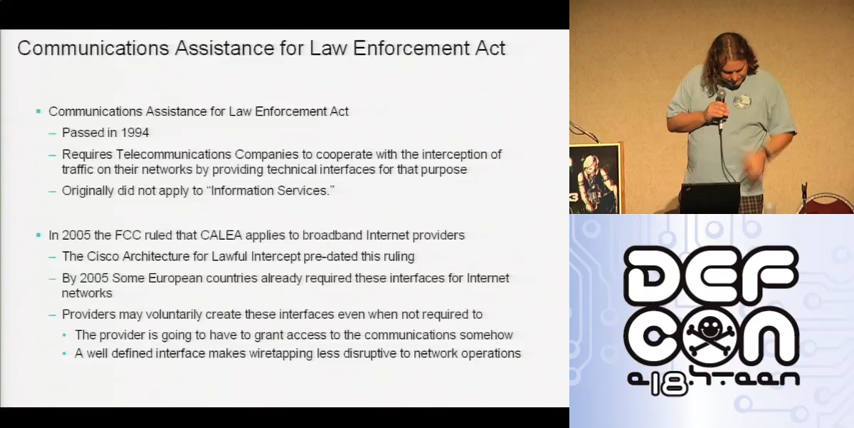 Communications Assistance for Law Enforcement Act
Communications Assistance for Law Enforcement Act
– Passed in 1994
– Requires Telecommunications Companies to cooperate with the interception of
traffic on their networks by providing technical interfaces for that purpose
– Originally did not apply to “Information Services.”
In 2005 the FCC ruled that CALEA applies to broadband Internet providers
– The Cisco Architecture for Lawful Intercept pre-dated this ruling
– By 2005 Some European countries already required these interfaces for Internet
networks
– Providers may voluntarily create these interfaces even when not required to
• The provider is going to have to grant access to the communications somehow
• A well defined interface makes wiretapping less disruptive to network operations
3
DEF
CON
e18.h.teen